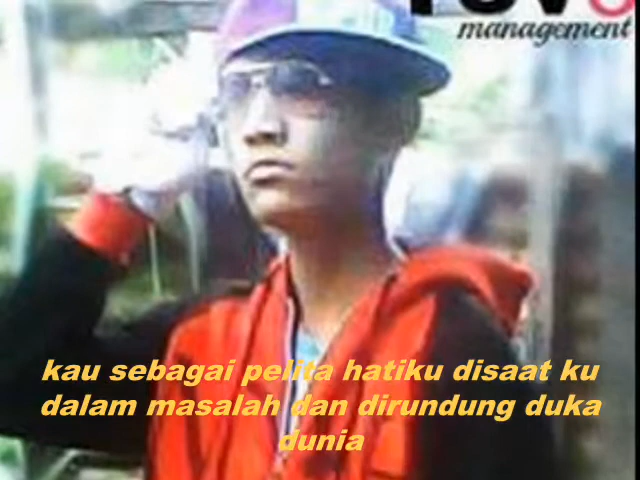 management
kau sebagai pelita hatiku disaat ku
dalam masalah dan dirundung duka
dunia